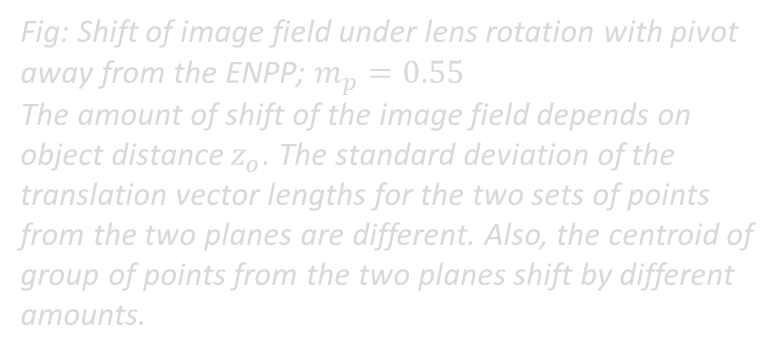 Fig: Shift of image field under lens rotation with pivot
away from the ENPP; mₚ = 0.55
The amount of shift of the image field depends on
object distance zₒ. The standard deviation of the
translation vector lengths for the two sets of points
from the two planes are different. Also, the centroid of
group of points from the two planes shift by different
amounts.